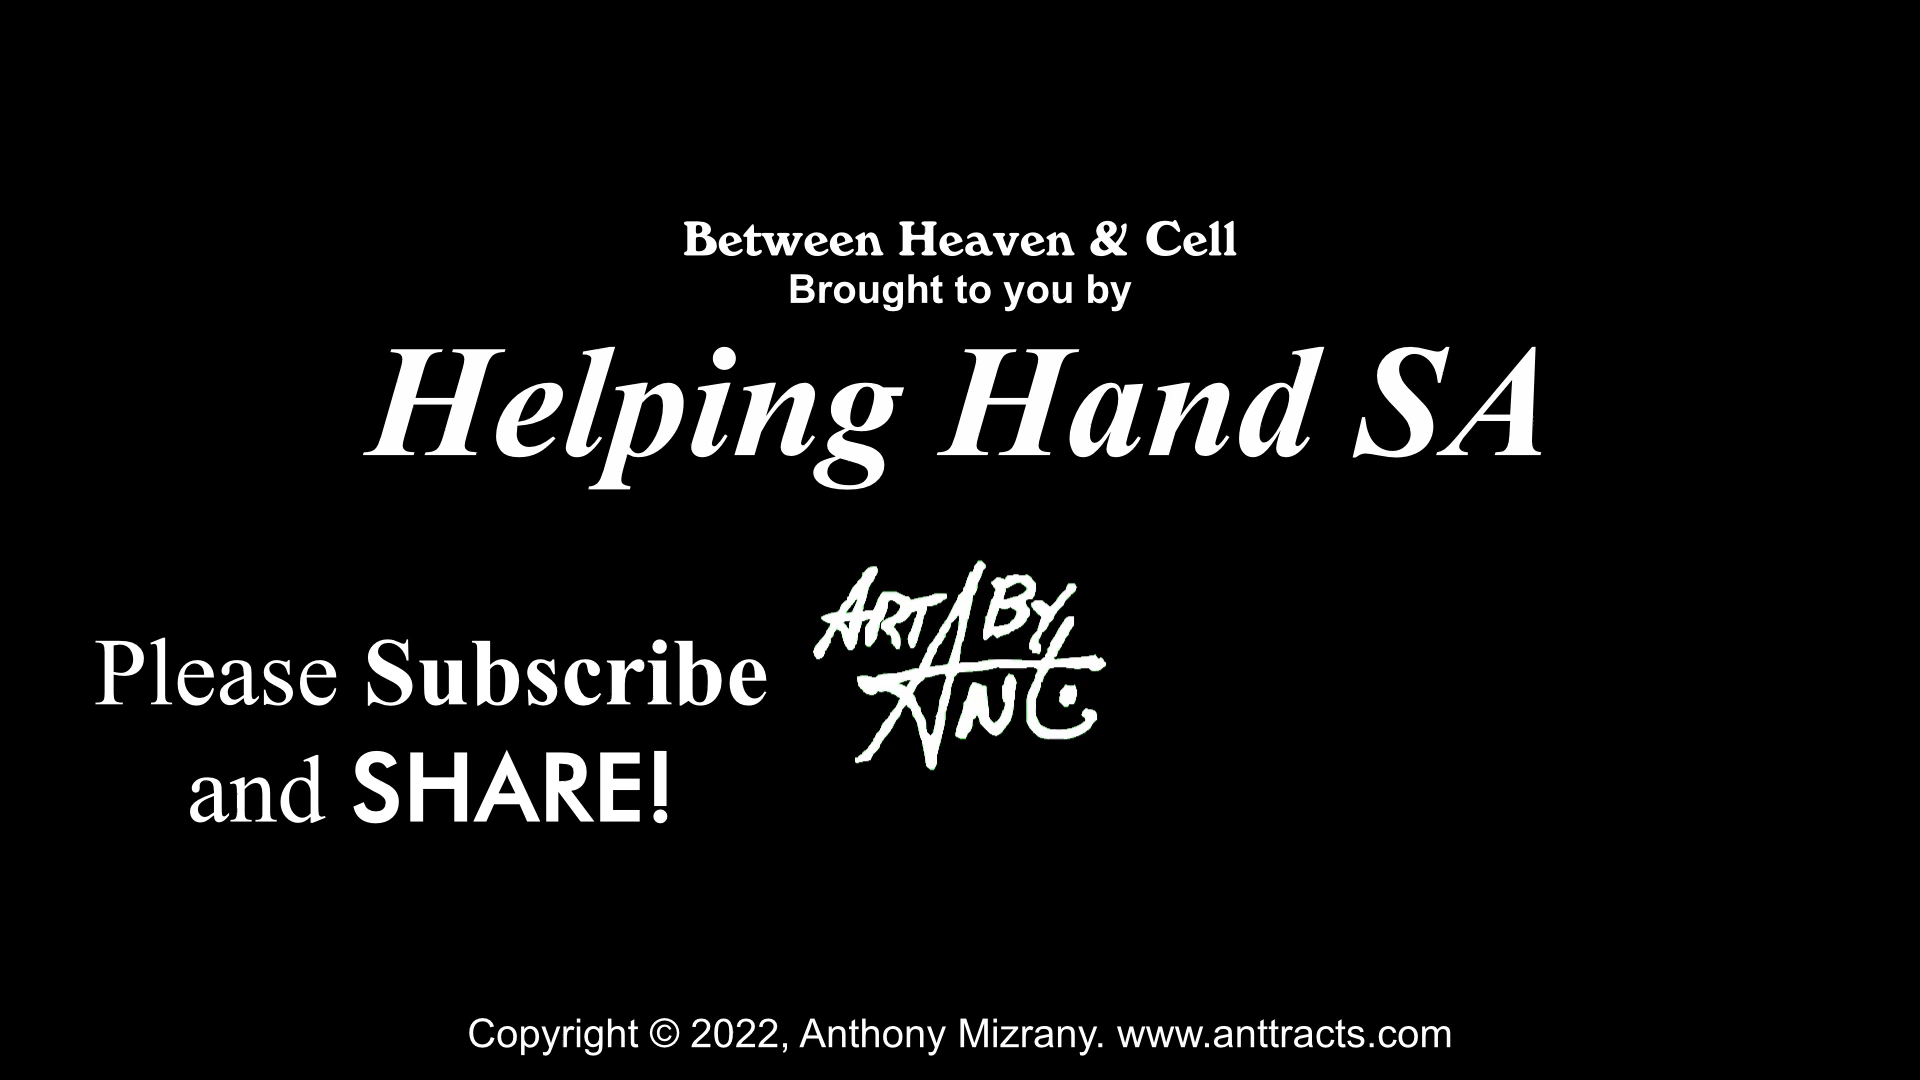 Between Heaven & Cell
Brought to you by
Helping Hand SA
ART BY
ANT
Please Subscribe
and SHARE!
Copyright © 2022, Anthony Mizrany. www.anttracts.com